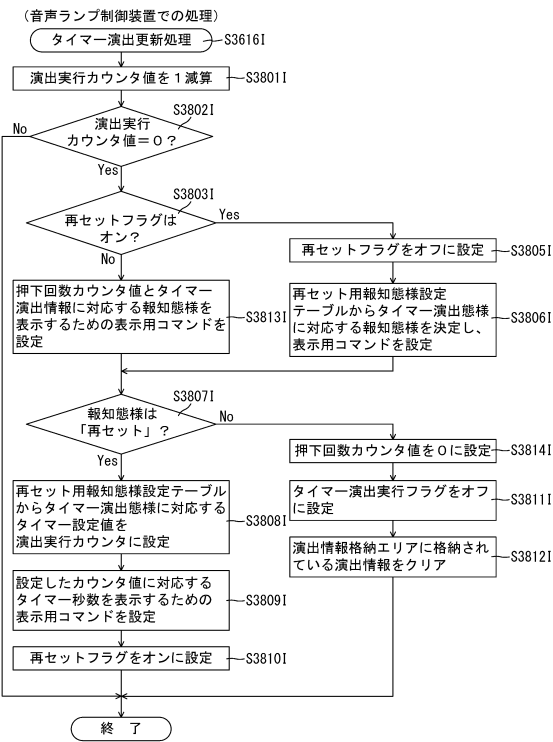 （音声ランプ制御装置での処理）
タイマー演出更新処理
S3616I
演出実行カウンタ値を１減算
S3801I
S3802I
演出実行
カウンタ値＝０？
No
Yes
S3803I
再セットフラグは
オン？
Yes
No
再セットフラグをオフに設定
S3805I
押下回数カウンタ値とタイマー
演出情報に対応する報知態様を
表示するための表示用コマンドを
設定
S3813I
再セット用報知態様設定
テーブルからタイマー演出態様
に対応する報知態様を決定し、
表示用コマンドを設定
S3806I
S3807I
報知態様は
「再セット」？
No
Yes
押下回数カウンタ値を０に設定
S3814I
再セット用報知態様設定テーブル
からタイマー演出態様に対応する
タイマー設定値を
演出実行カウンタに設定
S3808I
タイマー演出実行フラグをオフ
に設定
S3811I
演出情報格納エリアに格納され
ている演出情報をクリア
S3812I
設定したカウンタ値に対応する
タイマー秒数を表示するための
表示用コマンドを設定
S3809I
再セットフラグをオンに設定
S3810I
終 了